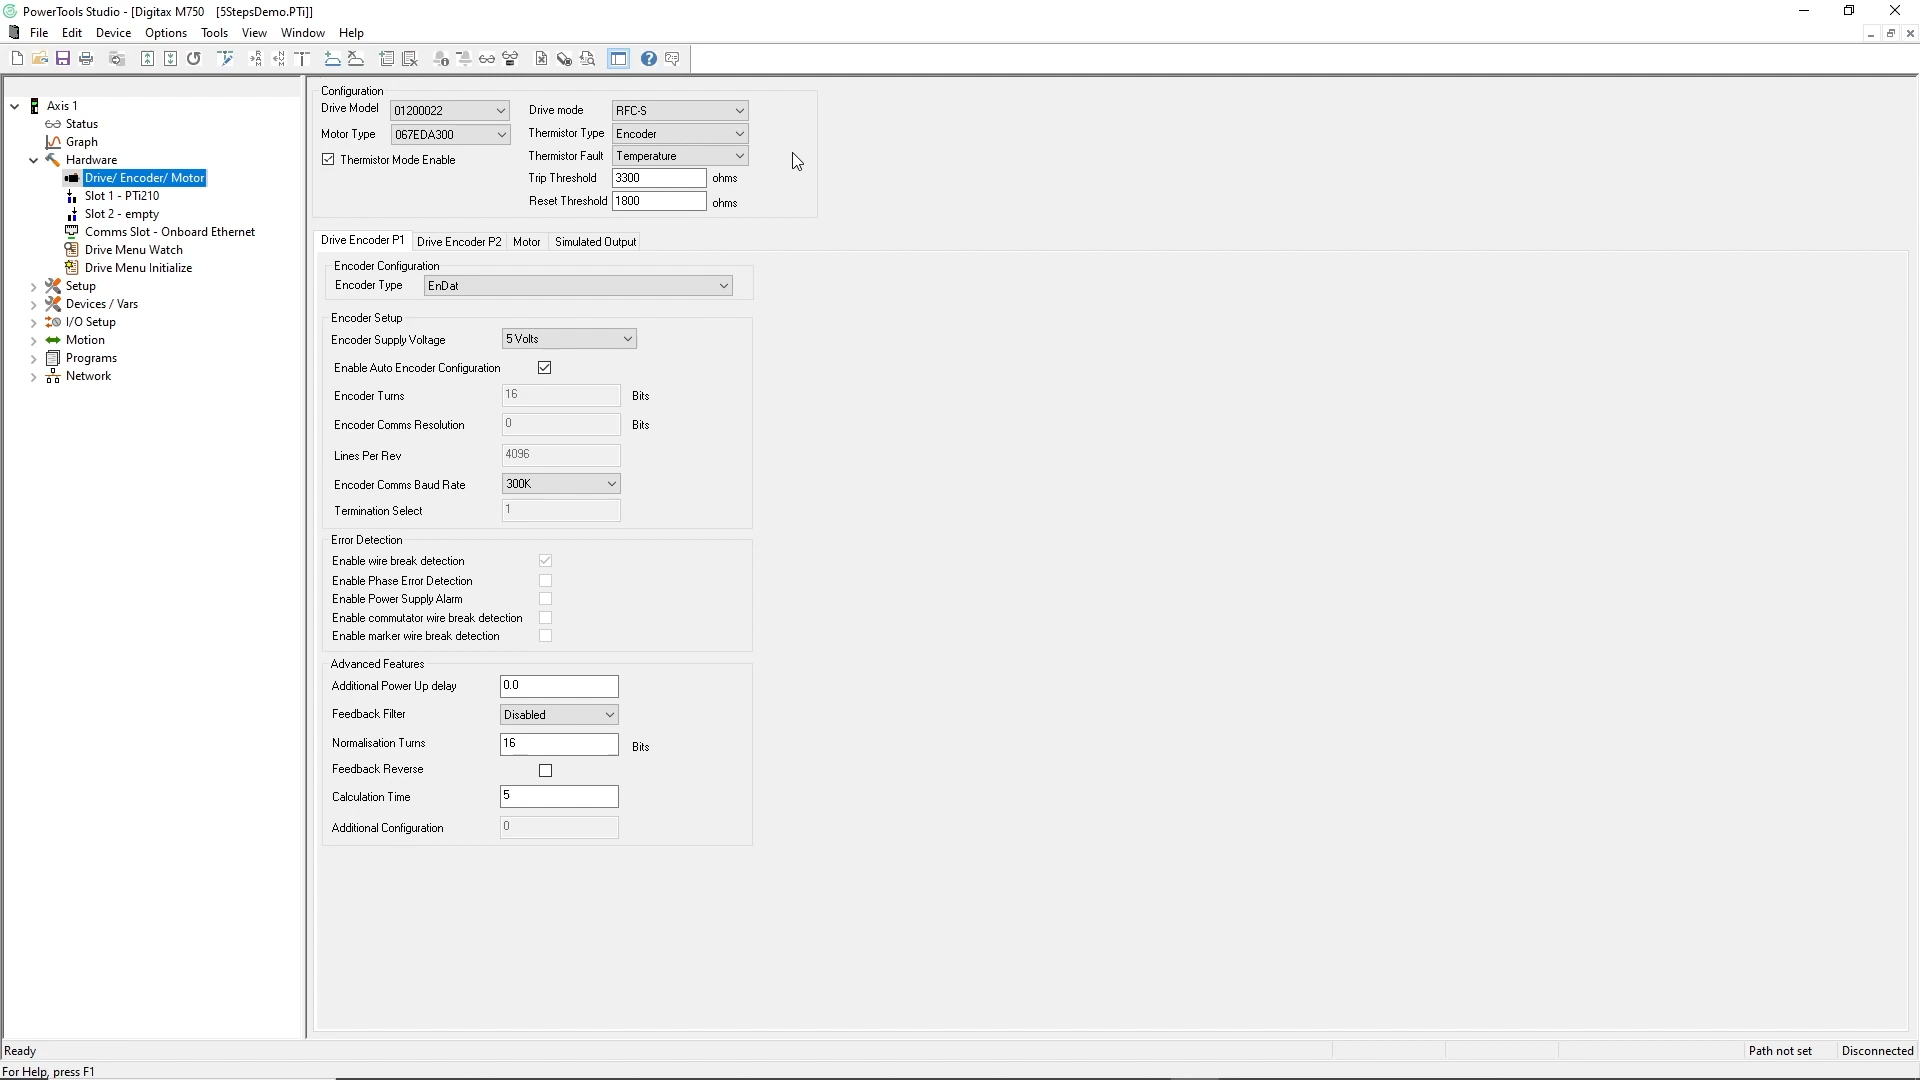 PowerTools Studio - [Digitax M750    [5StepsDemo.PTi]]
File Edit Device Options Tools View Window Help
Axis 1
Status
Graph
Hardware
Drive/ Encoder/ Motor
Slot 1 - PTi210
Slot 2 - empty
Comms Slot - Onboard Ethernet
Drive Menu Watch
Drive Menu Initialize
Setup
Devices / Vars
I/O Setup
Motion
Programs
Network
Configuration
Drive Model 01200022 Drive mode RFC-S
Motor Type 067EDA300 Thermistor Type Encoder
Thermistor Mode Enable Thermistor Fault Temperature
Trip Threshold 3300 ohms
Reset Threshold 1800 ohms
Drive Encoder P1 Drive Encoder P2 Motor Simulated Output
Encoder Configuration
Encoder Type EnDat
Encoder Setup
Encoder Supply Voltage 5 Volts
Enable Auto Encoder Configuration
Encoder Turns 16 Bits
Encoder Comms Resolution 0 Bits
Lines Per Rev 4096
Encoder Comms Baud Rate 300K
Termination Select 1
Error Detection
Enable wire break detection
Enable Phase Error Detection
Enable Power Supply Alarm
Enable commutator wire break detection
Enable marker wire break detection
Advanced Features
Additional Power Up delay 0.0
Feedback Filter Disabled
Normalisation Turns 16 Bits
Feedback Reverse
Calculation Time 5
Additional Configuration 0
Ready Path not set Disconnected
For Help, press F1